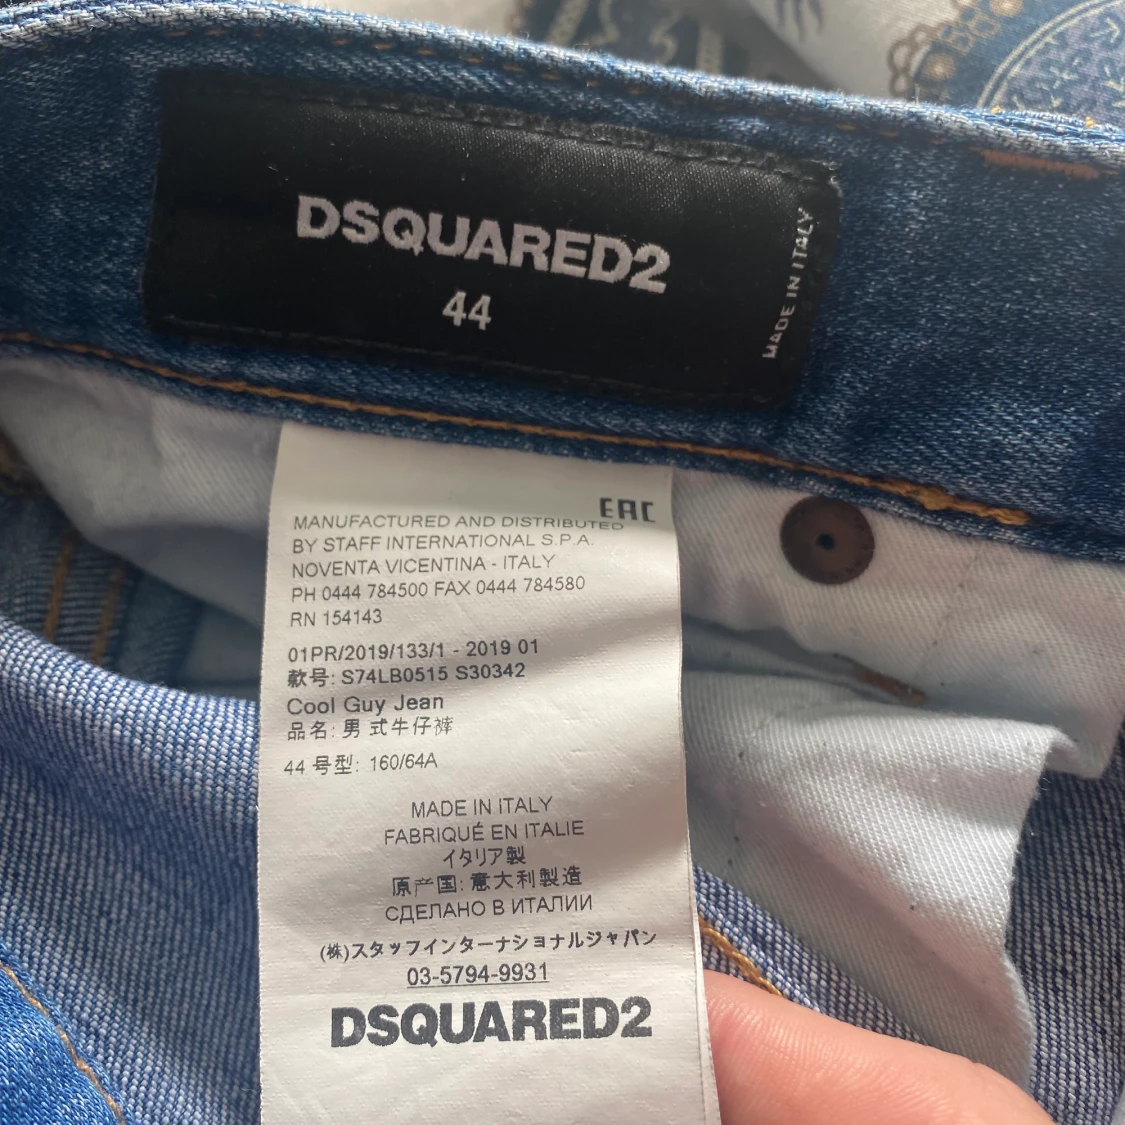 DSQUARED2
44
MADE IN ITALY
EAC
MANUFACTURED AND DISTRIBUTED
BY STAFF INTERNATIONAL S.P.A.
NOVENTA VICENTINA - ITALY
PH 0444 784500 FAX 0444 784580
RN 154143
01PR/2019/133/1 - 2019 01
款号: S74LB0515 S30342
Cool Guy Jean
品名: 男式牛仔裤
44 号型: 160/64A
MADE IN ITALY
FABRIQUÉ EN ITALIE
イタリア製
原产国: 意大利製造
СДЕЛАНО В ИТАЛИИ
(株)スタッフインターナショナルジャパン
03-5794-9931
DSQUARED2